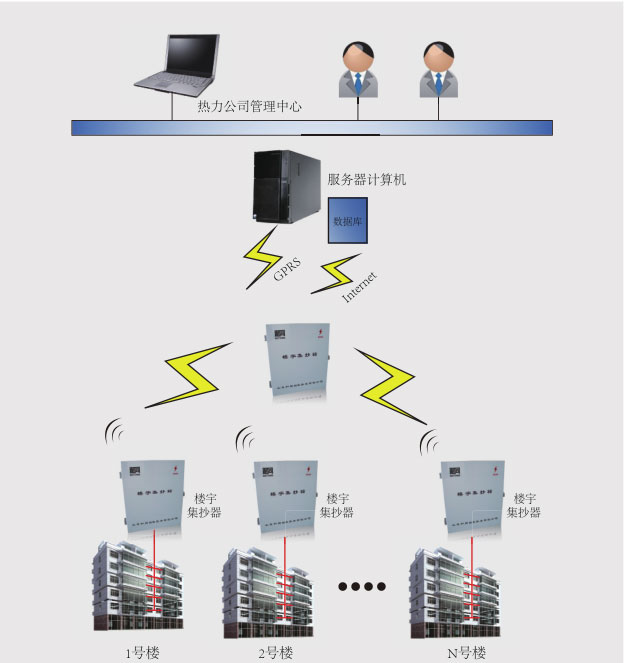 热力公司管理中心
服务器计算机
数据库
GPRS
Internet
楼宇集抄器
楼宇集抄器
楼宇集抄器
楼宇集抄器
楼宇
集抄器
楼宇
集抄器
楼宇
集抄器
1号楼
2号楼
N号楼